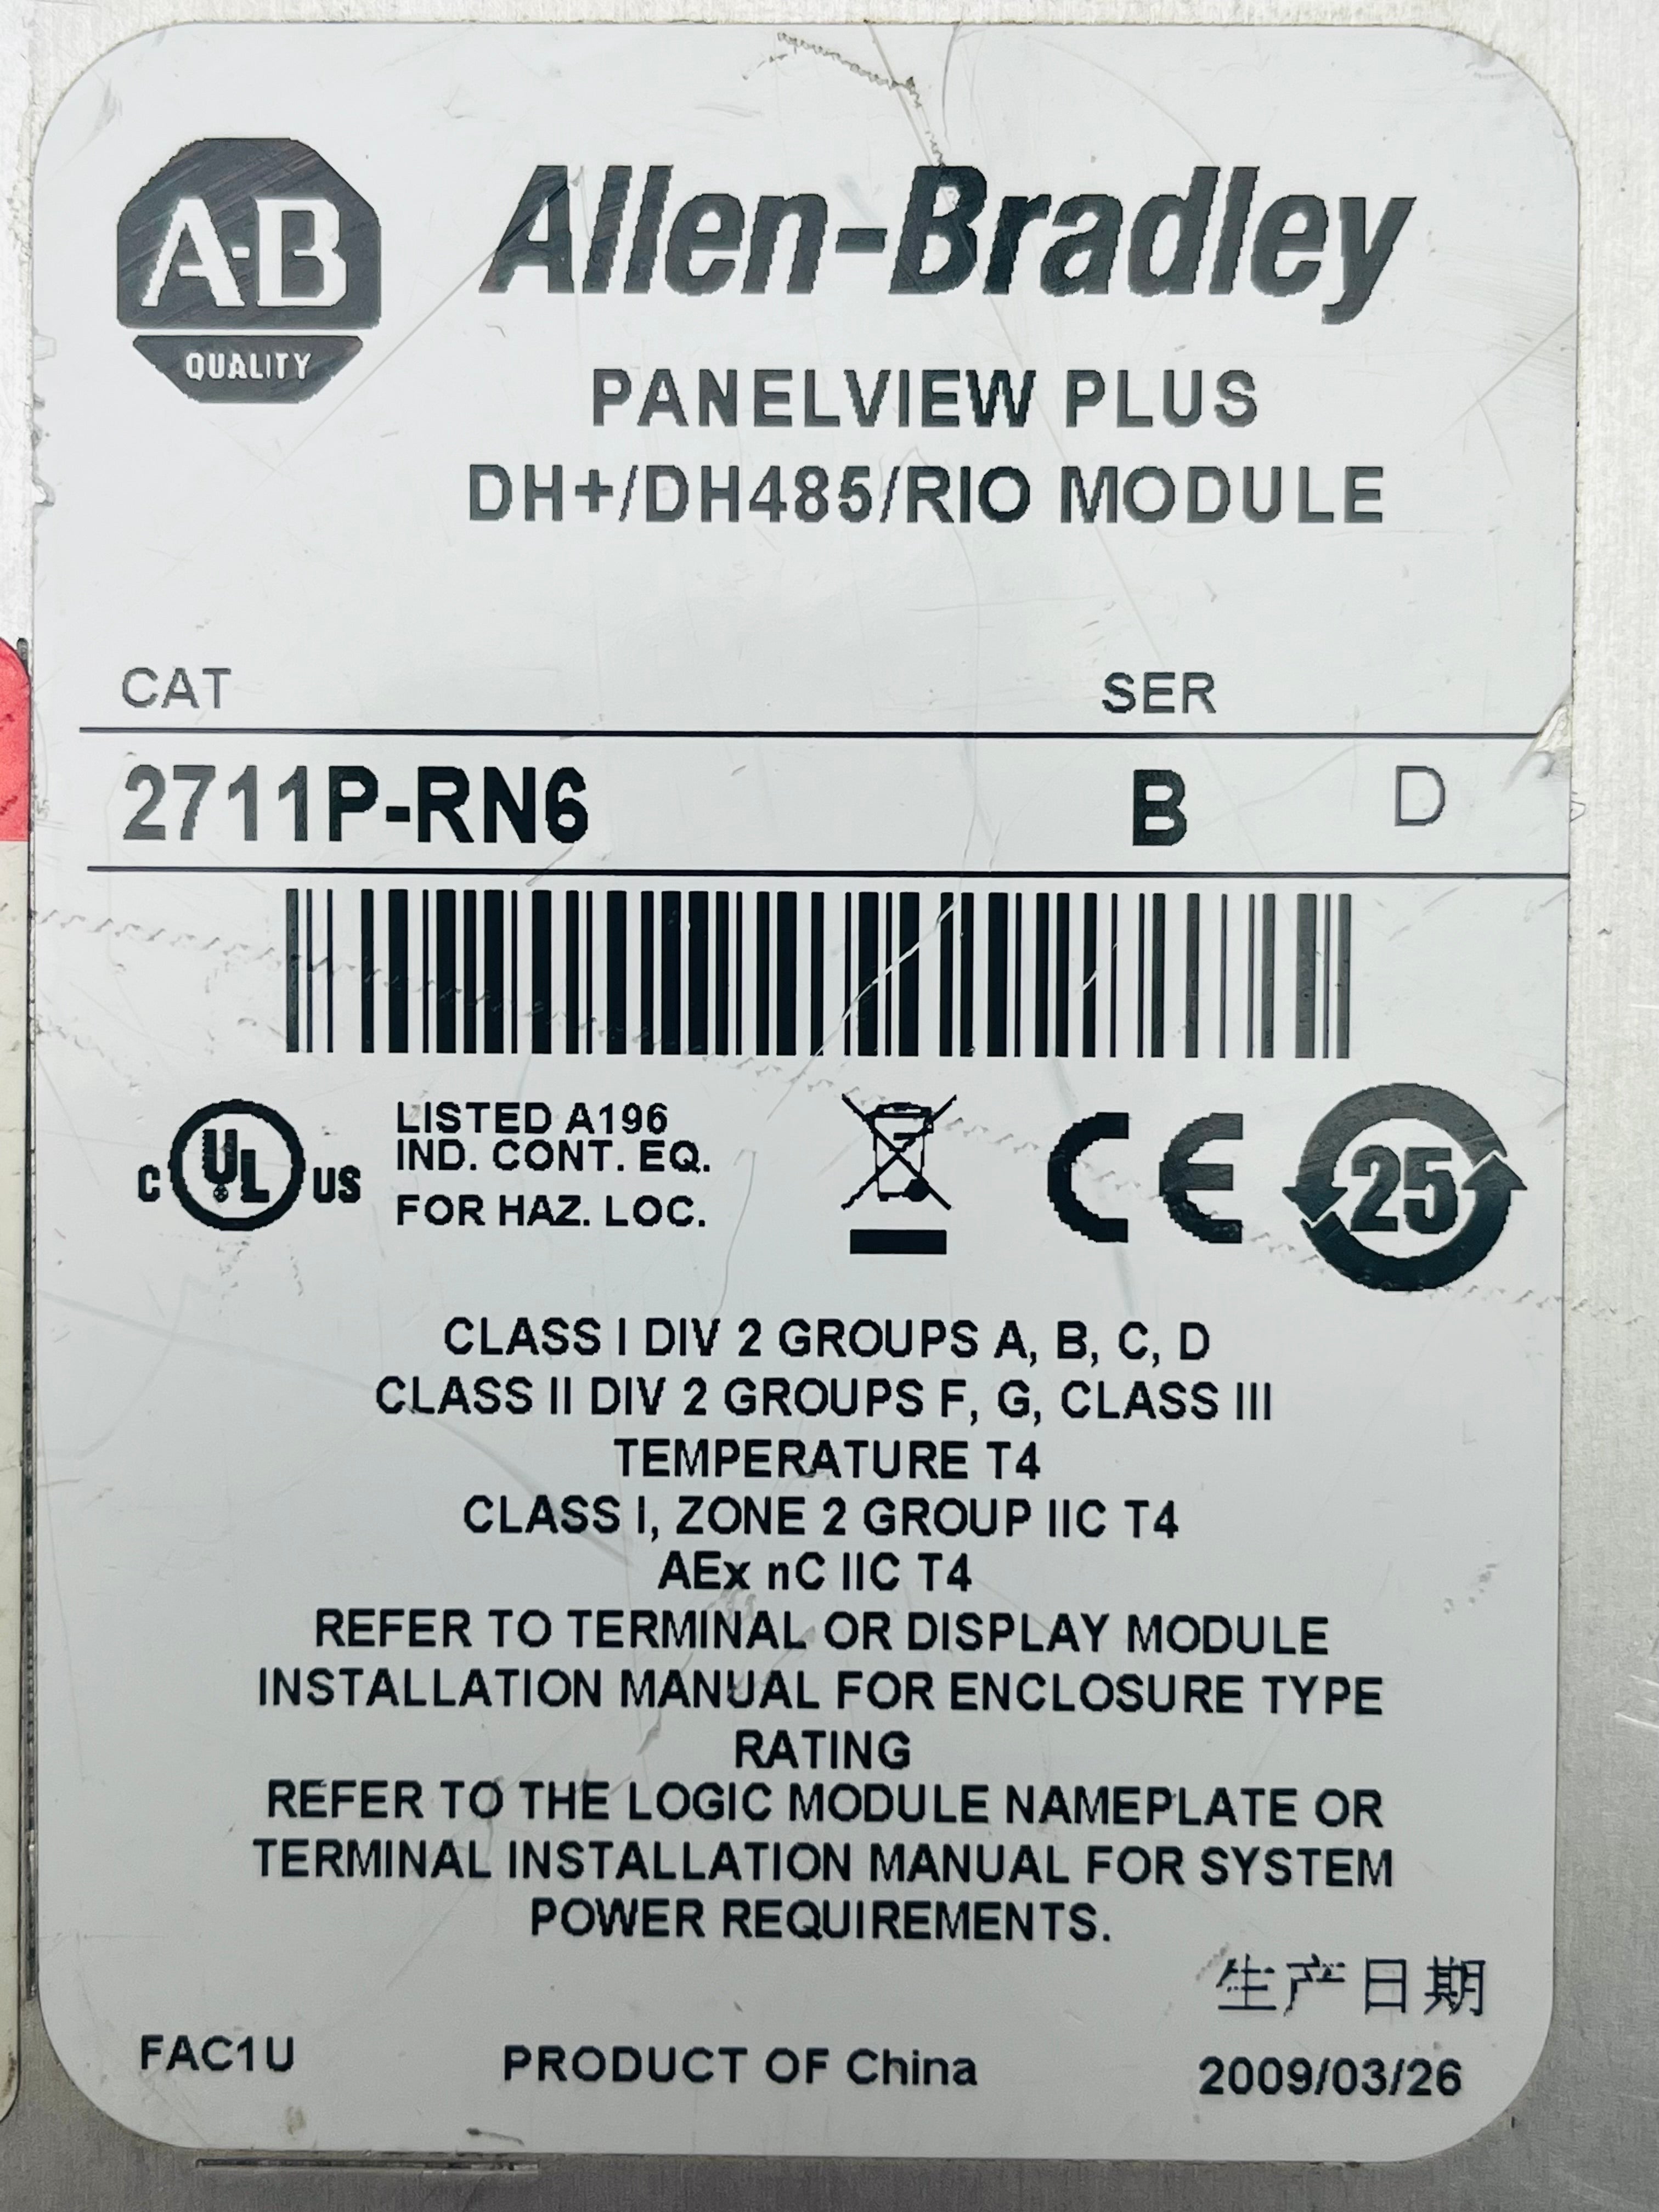 A-B
QUALITY
Allen-Bradley
PANELVIEW PLUS
DH+/DH485/RIO MODULE
CAT SER
2711P-RN6 B D
C UL US
LISTED A196
IND. CONT. EQ.
FOR HAZ. LOC.
CE 25
CLASS I DIV 2 GROUPS A, B, C, D
CLASS II DIV 2 GROUPS F, G, CLASS III
TEMPERATURE T4
CLASS I, ZONE 2 GROUP IIC T4
AEx nC IIC T4
REFER TO TERMINAL OR DISPLAY MODULE
INSTALLATION MANUAL FOR ENCLOSURE TYPE
RATING
REFER TO THE LOGIC MODULE NAMEPLATE OR
TERMINAL INSTALLATION MANUAL FOR SYSTEM
POWER REQUIREMENTS.
生产日期
FAC1U PRODUCT OF China 2009/03/26